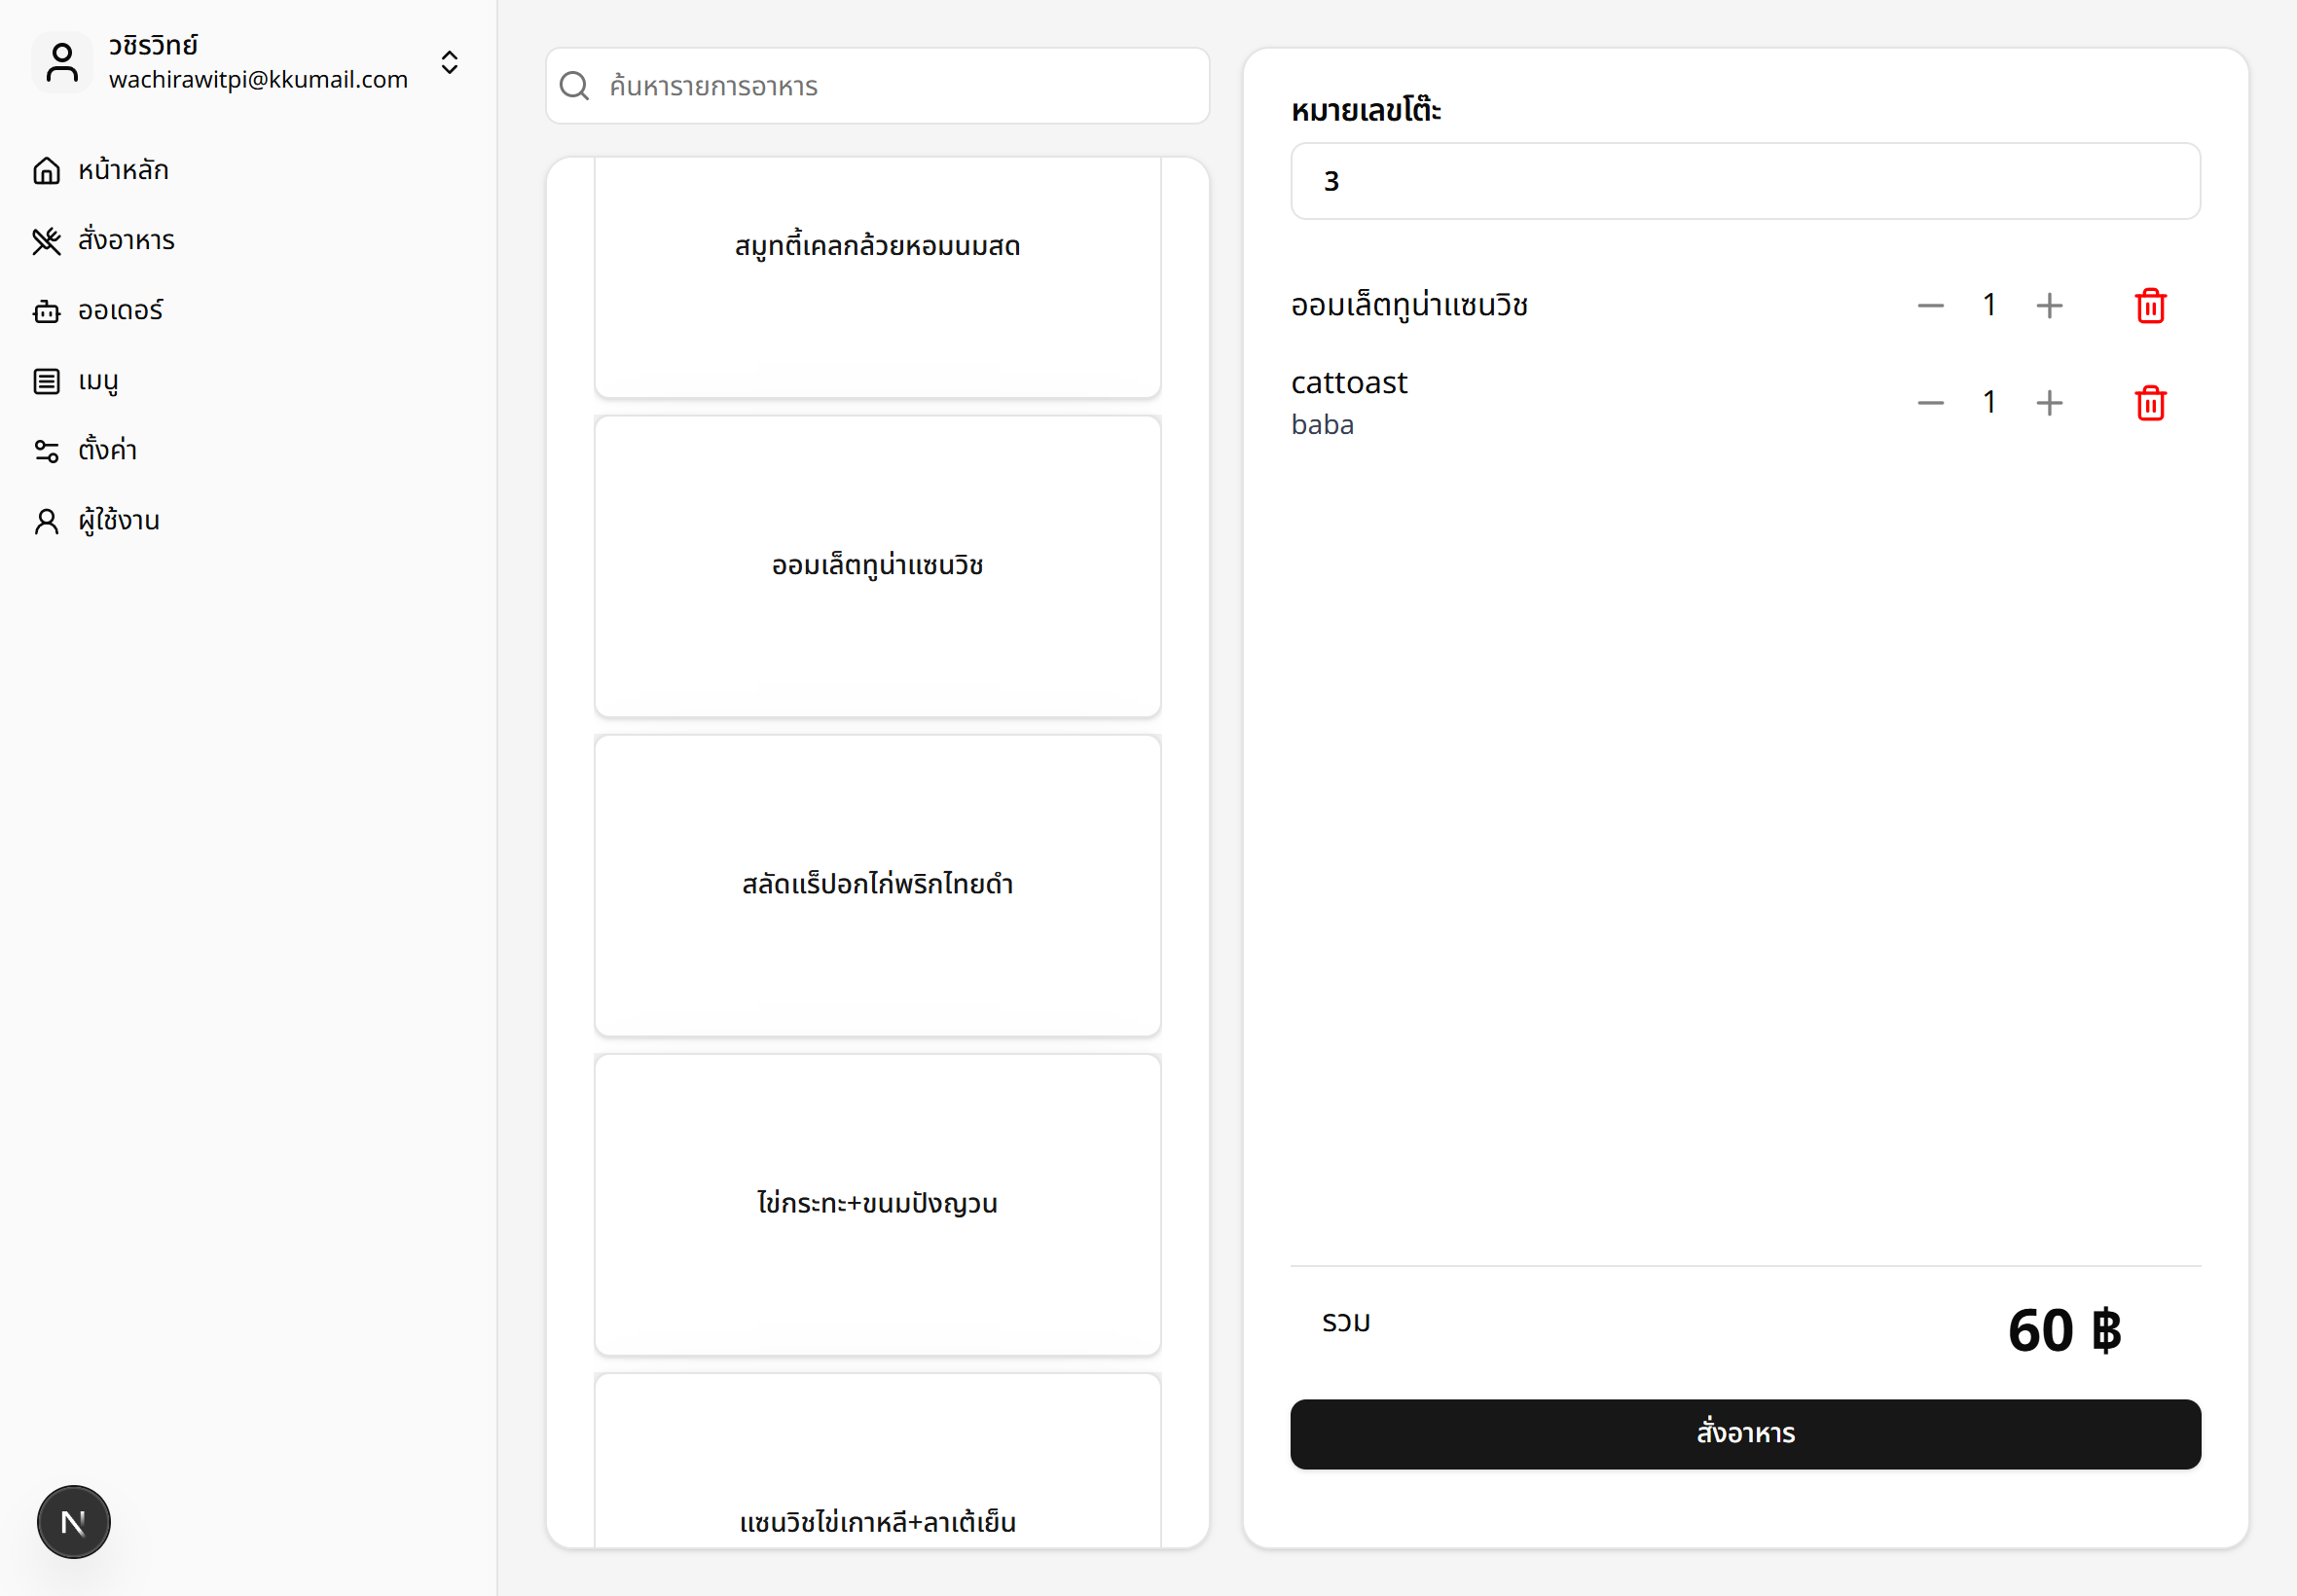 วชิรวิทย์
wachirawitpi@kkumail.com
หน้าหลัก
สั่งอาหาร
ออเดอร์
เมนู
ตั้งค่า
ผู้ใช้งาน
N
ค้นหารายการอาหาร
สมูทตี้เคลกล้วยหอมนมสด
ออมเล็ตทูน่าแซนวิช
สลัดแร็ปอกไก่พริกไทยดำ
ไข่กระทะ+ขนมปังญวน
แซนวิชไข่เกาหลี+ลาเต้เย็น
หมายเลขโต๊ะ
3
ออมเล็ตทูน่าแซนวิช 1
cattoast
baba 1
รวม 60 ฿
สั่งอาหาร